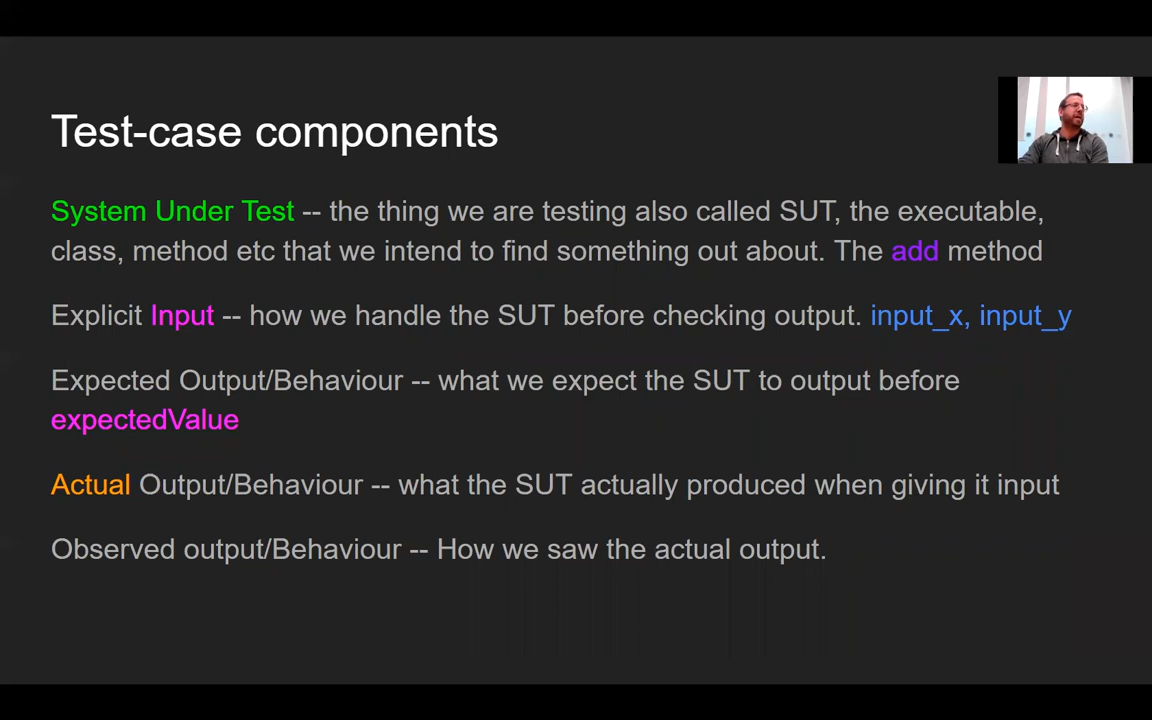 Test-case components
System Under Test -- the thing we are testing also called SUT, the executable,
class, method etc that we intend to find something out about. The add method
Explicit Input -- how we handle the SUT before checking output. input_x, input_y
Expected Output/Behaviour -- what we expect the SUT to output before
expectedValue
Actual Output/Behaviour -- what the SUT actually produced when giving it input
Observed output/Behaviour -- How we saw the actual output.